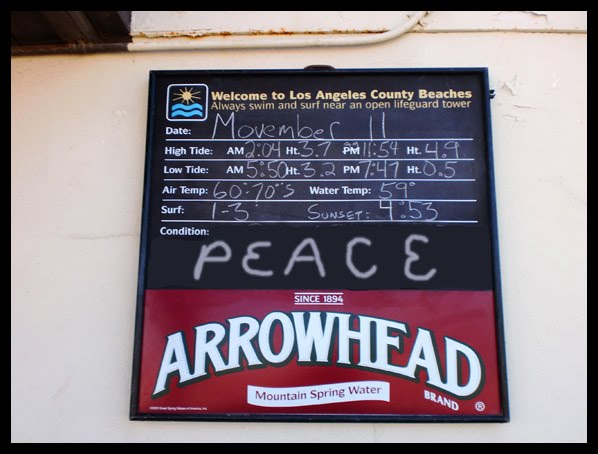 Welcome to Los Angeles County Beaches
Always swim and surf near an open lifeguard tower
Date: Movember 11
High Tide: AM 2:04 Ht. 3.7 PM 11:54 Ht. 4.9
Low Tide: AM 5:50 Ht. 3.2 PM 7:47 Ht. 0.5
Air Temp: 60-70°'s Water Temp: 59°
Surf: 1-3 SUNSET: 4:53
Condition:
PEACE
SINCE 1894
ARROWHEAD
Mountain Spring Water
BRAND ®